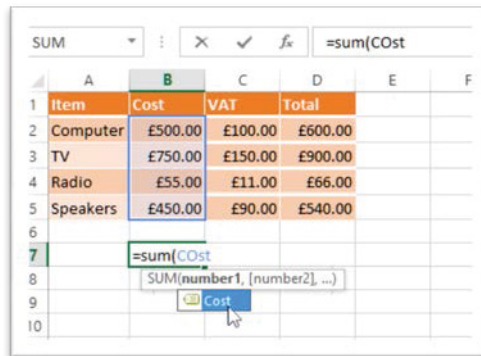 SUM =sum(COst
A B C D E F
1 Item Cost VAT Total
2 Computer £500.00 £100.00 £600.00
3 TV £750.00 £150.00 £900.00
4 Radio £55.00 £11.00 £66.00
5 Speakers £450.00 £90.00 £540.00
6
7 =sum(COst
8 SUM(number1, [number2], ...)
9 Cost
10